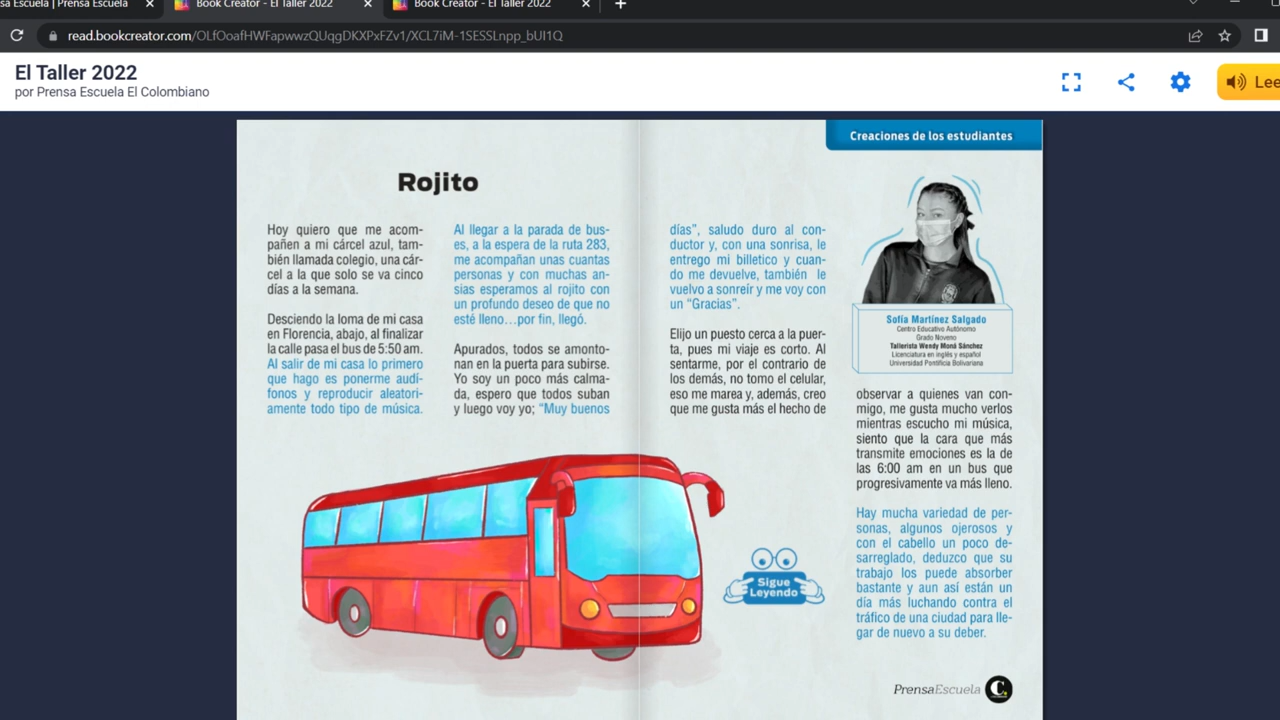 sa Escuela | Prensa Escuela
Book Creator - El Taller 2022
Book Creator - El Taller 2022
read.bookcreator.com/OLfOoafHWFapwwzQUqgDKXPxFZv1/XCL7iM-1SESSLnpp_bUI1Q
El Taller 2022
por Prensa Escuela El Colombiano
Lee
Creaciones de los estudiantes
Rojito
Hoy quiero que me acom-
pañen a mi cárcel azul, tam-
bién llamada colegio, una cár-
cel a la que solo se va cinco
días a la semana.
Desciendo la loma de mi casa
en Florencia, abajo, al finalizar
la calle pasa el bus de 5:50 am.
Al salir de mi casa lo primero
que hago es ponerme audí-
fonos y reproducir aleatori-
amente todo tipo de música.
Al llegar a la parada de bus-
es, a la espera de la ruta 283,
me acompañan unas cuantas
personas y con muchas an-
sias esperamos al rojito con
un profundo deseo de que no
esté lleno…por fin, llegó.
Apurados, todos se amonto-
nan en la puerta para subirse.
Yo soy un poco más calma-
da, espero que todos suban
y luego voy yo; “Muy buenos
días”, saludo duro al con-
ductor y, con una sonrisa, le
entrego mi billetico y cuan-
do me devuelve, también le
vuelvo a sonreír y me voy con
un “Gracias”.
Elijo un puesto cerca a la puer-
ta, pues mi viaje es corto. Al
sentarme, por el contrario de
los demás, no tomo el celular,
eso me marea y, además, creo
que me gusta más el hecho de
Sofía Martínez Salgado
Centro Educativo Autónomo
Grado Noveno
Tallerista Wendy Moná Sánchez
Licenciatura en inglés y español
Universidad Pontificia Bolivariana
observar a quienes van con-
migo, me gusta mucho verlos
mientras escucho mi música,
siento que la cara que más
transmite emociones es la de
las 6:00 am en un bus que
progresivamente va más lleno.
Hay mucha variedad de per-
sonas, algunos ojerosos y
con el cabello un poco de-
sarreglado, deduzco que su
trabajo los puede absorber
bastante y aun así están un
día más luchando contra el
tráfico de una ciudad para lle-
gar de nuevo a su deber.
Sigue
Leyendo
PrensaEscuela